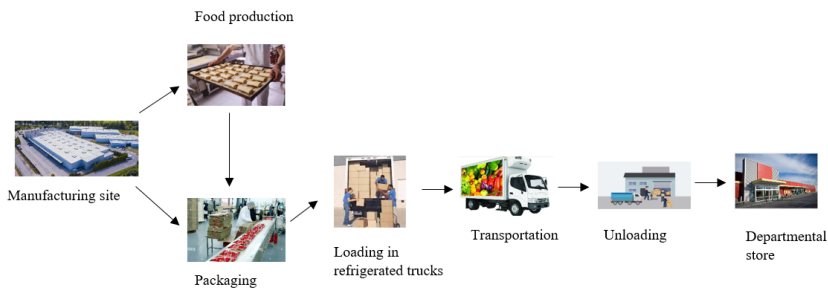 Food production
Manufacturing site
Packaging
Loading in
refrigerated trucks
Transportation
Unloading
Departmental
store